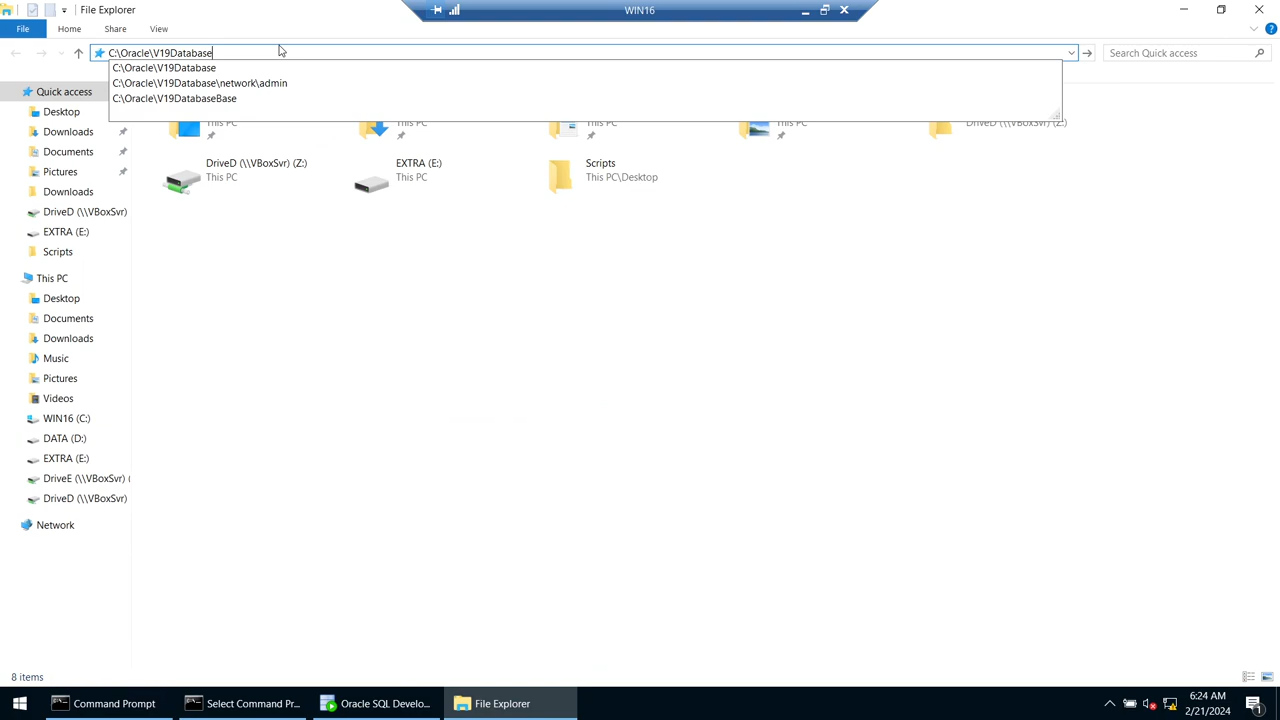 File Explorer
WIN16
File
Home
Share
View
C:\Oracle\V19Database
Search Quick access
C:\Oracle\V19Database
C:\Oracle\V19Database\network\admin
C:\Oracle\V19DatabaseBase
This PC
This PC
This PC
This PC
DriveD (\\VBoxSvr) (Z:)
DriveD (\\VBoxSvr) (Z:)
This PC
EXTRA (E:)
This PC
Scripts
This PC\Desktop
Quick access
Desktop
Downloads
Documents
Pictures
Downloads
DriveD (\\VBoxSvr)
EXTRA (E:)
Scripts
This PC
Desktop
Documents
Downloads
Music
Pictures
Videos
WIN16 (C:)
DATA (D:)
EXTRA (E:)
DriveE (\\VBoxSvr) (
DriveD (\\VBoxSvr)
Network
8 items
Command Prompt
Select Command Pr...
Oracle SQL Develo...
File Explorer
6:24 AM
2/21/2024
1